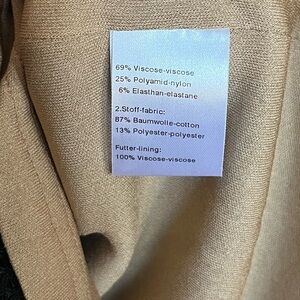 69% Viscose-viscose
25% Polyamid-nylon
6% Elasthan-elastane
2.Stoff-fabric:
87% Baumwolle-cotton
13% Polyester-polyester
Futter-lining:
100% Viscose-viscose